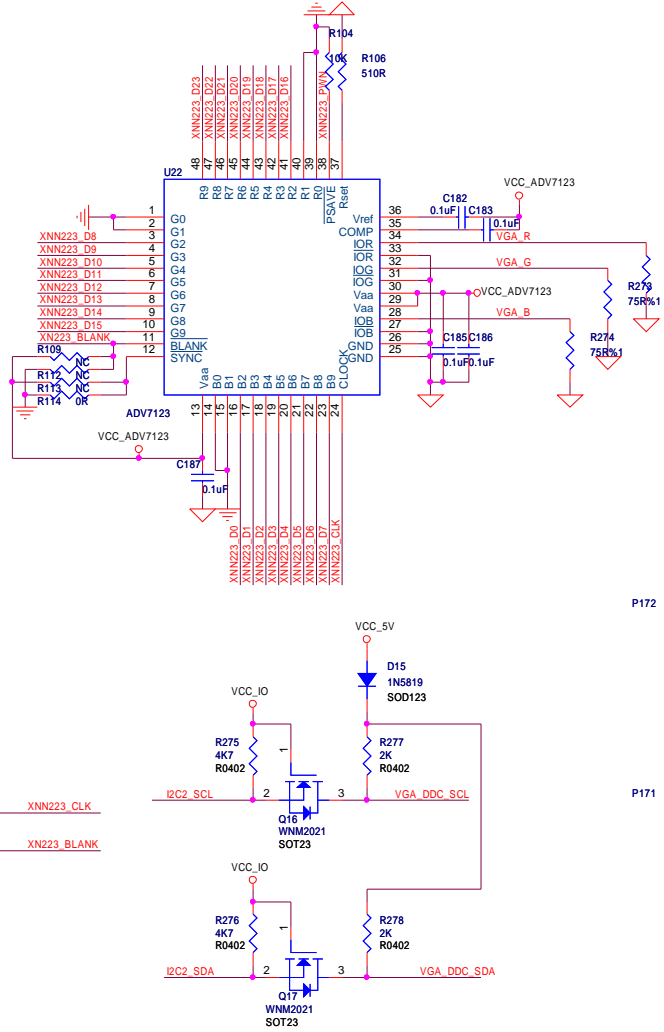 R104
10K
R106
510R
XNN223_D23
XNN223_D22
XNN223_D21
XNN223_D20
XNN223_D19
XNN223_D18
XNN223_D17
XNN223_D16
XNN223_PWN
48
47
46
45
44
43
42
41
40
39
38
37
U22
R9
R8
R7
R6
R5
R4
R3
R2
R1
R0
PSAVE
Rset
VCC_ADV7123
C182
0.1uF
C183
0.1uF
1 G0
2 G1
XNN223_D8 3 G2
XNN223_D9 4 G3
XNN223_D10 5 G4
XNN223_D11 6 G5
XNN223_D12 7 G6
XNN223_D13 8 G7
XNN223_D14 9 G8
XNN223_D15 10 G9
XN223_BLANK 11 BLANK
12 SYNC
Vref 36
COMP 35
IOR 34 VGA_R
IOR 33
IOG 32 VGA_G
IOG 31
Vaa 30 VCC_ADV7123
Vaa 29
IOB 28 VGA_B
IOB 27
GND 26
GND 25
R273
75R%1
R274
75R%1
C185
0.1uF
C186
0.1uF
R109 NC
R112 NC
R113 NC
R114 0R
ADV7123
Vaa
B0
B1
B2
B3
B4
B5
B6
B7
B8
B9
CLOCK
13
14
15
16
17
18
19
20
21
22
23
24
VCC_ADV7123
C187
0.1uF
XNN223_D0
XNN223_D1
XNN223_D2
XNN223_D3
XNN223_D4
XNN223_D5
XNN223_D6
XNN223_D7
XNN223_CLK
P172
VCC_5V
D15
1N5819
SOD123
VCC_IO
R275
4K7
R0402
1
R277
2K
R0402
I2C2_SCL 2 3 VGA_DDC_SCL
P171
Q16
WNM2021
SOT23
XNN223_CLK
XN223_BLANK
VCC_IO
R276
4K7
R0402
1
R278
2K
R0402
I2C2_SDA 2 3 VGA_DDC_SDA
Q17
WNM2021
SOT23